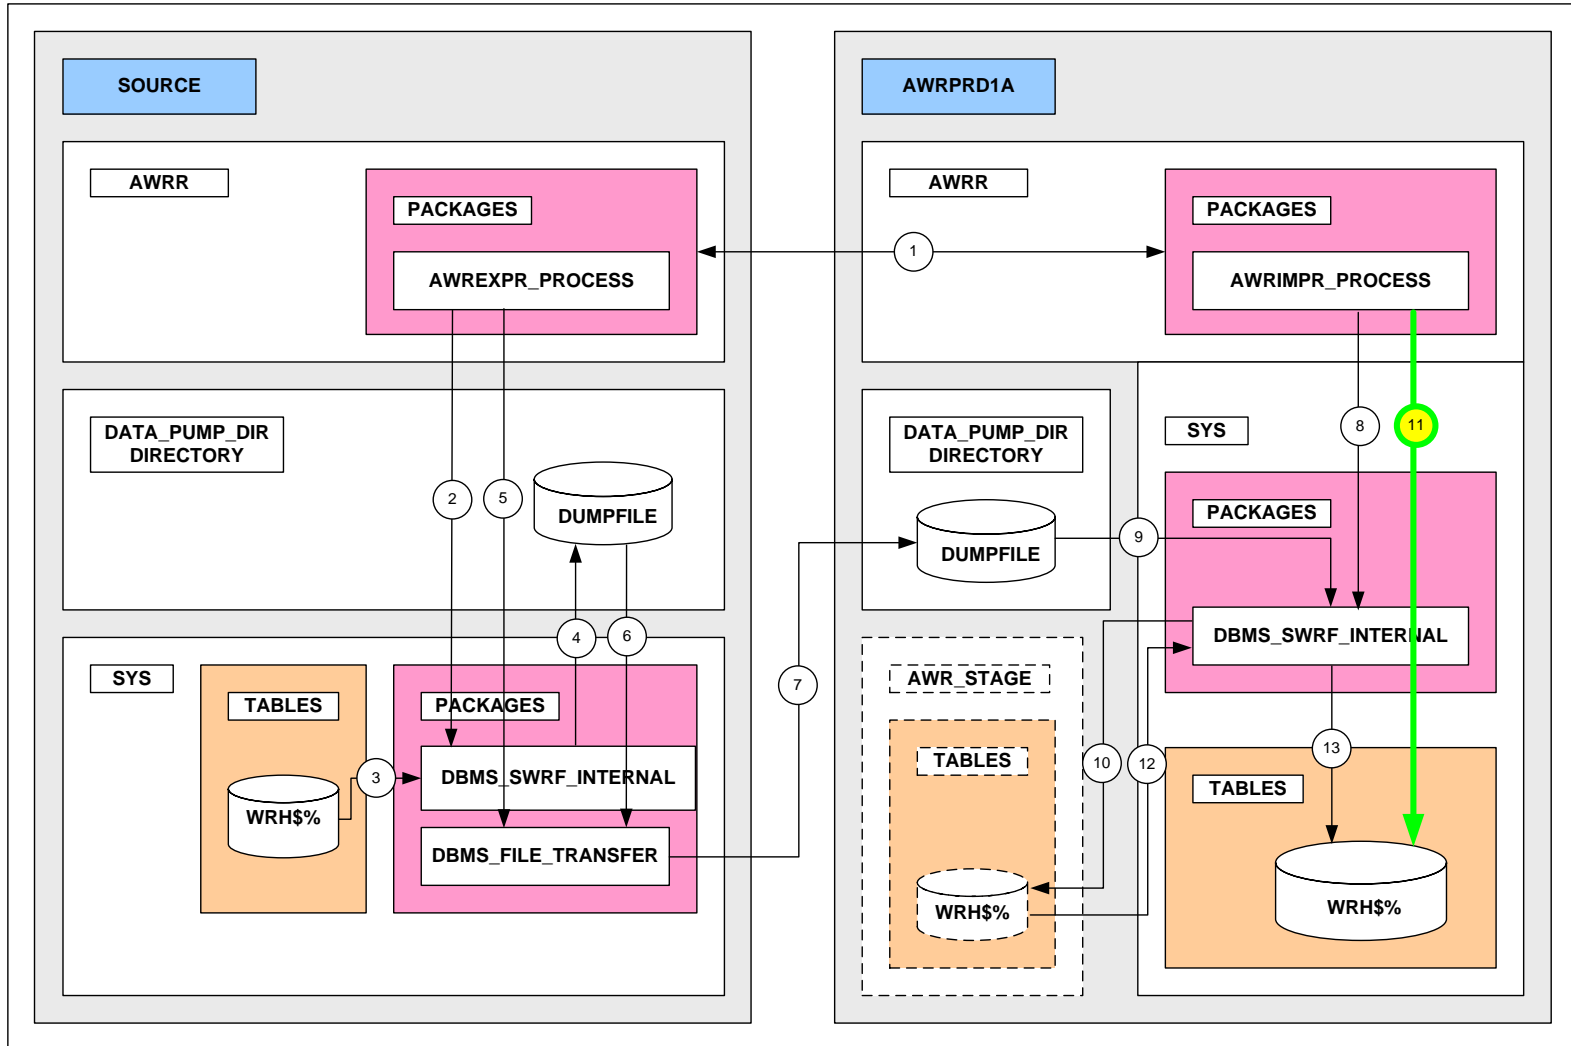 SOURCE
AWRR
PACKAGES
AWREXPR_PROCESS
DATA_PUMP_DIR
DIRECTORY
2
5
DUMPFILE
4
6
SYS
TABLES
PACKAGES
3
DBMS_SWRF_INTERNAL
WRH$%
DBMS_FILE_TRANSFER
1
7
AWRPRD1A
AWRR
PACKAGES
AWRIMPR_PROCESS
DATA_PUMP_DIR
DIRECTORY
DUMPFILE
8
11
SYS
PACKAGES
9
DBMS_SWRF_INTERNAL
AWR_STAGE
TABLES
10
12
13
TABLES
WRH$%
WRH$%